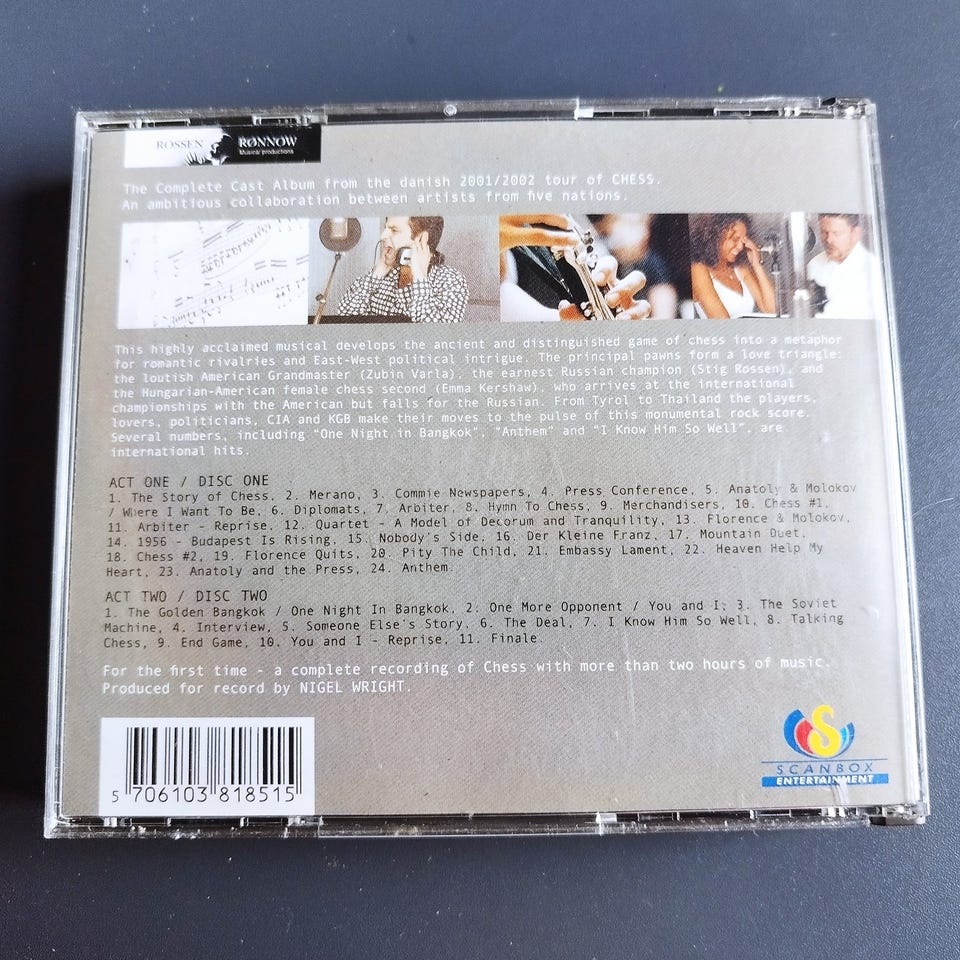 ROSSEN RØNNOW
Musical productions
The Complete Cast Album from the danish 2001/2002 tour of CHESS.
An ambitious collaboration between artists from five nations.
This highly acclaimed musical develops the ancient and distinguished game of chess into a metaphor
for romantic rivalries and East-West political intrigue. The principal pawns form a love triangle:
the loutish American Grandmaster (Zubin Varla), the earnest Russian champion (Stig Rossen), and
the Hungarian-American female chess second (Emma Kershaw), who arrives at the international
championships with the American but falls for the Russian. From Tyrol to Thailand the players,
lovers, politicians, CIA and KGB make their moves to the pulse of this monumental rock score.
Several numbers, including "One Night in Bangkok", "Anthem" and "I Know Him So Well", are
international hits.
ACT ONE / DISC ONE
1. The Story of Chess, 2. Merano, 3. Commie Newspapers, 4. Press Conference, 5. Anatoly & Molokov
/ Where I Want To Be, 6. Diplomats, 7. Arbiter, 8. Hymn To Chess, 9. Merchandisers, 10. Chess #1,
11. Arbiter - Reprise, 12. Quartet - A Model of Decorum and Tranquility, 13. Florence & Molokov,
14. 1956 - Budapest Is Rising, 15. Nobody's Side, 16. Der Kleine Franz, 17. Mountain Duet,
18. Chess #2, 19. Florence Quits, 20. Pity The Child, 21. Embassy Lament, 22. Heaven Help My
Heart, 23. Anatoly and the Press, 24. Anthem
ACT TWO / DISC TWO
1. The Golden Bangkok / One Night In Bangkok, 2. One More Opponent / You and I, 3. The Soviet
Machine, 4. Interview, 5. Someone Else's Story, 6. The Deal, 7. I Know Him So Well, 8. Talking
Chess, 9. End Game, 10. You and I - Reprise, 11. Finale
For the first time - a complete recording of Chess with more than two hours of music.
Produced for record by NIGEL WRIGHT.
SCANBOX
ENTERTAINMENT
5 706103 818515